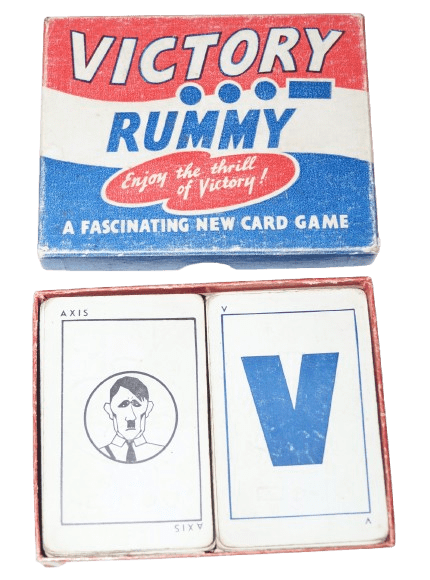 VICTORY
RUMMY
Enjoy the thrill
of Victory!
A FASCINATING NEW CARD GAME
AXIS
AXIS
V
V
V